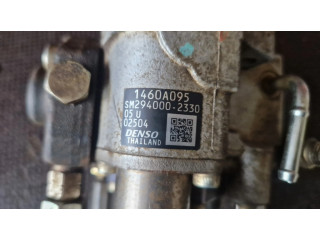 1460A095
SM294000-2330
05 U
02504
DENSO
THAILAND